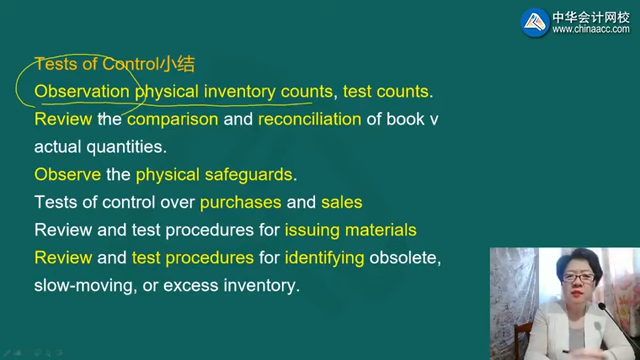 中华会计网校
www.chinaacc.com
Tests of Control小结
Observation physical inventory counts, test counts.
Review the comparison and reconciliation of book v
actual quantities.
Observe the physical safeguards.
Tests of control over purchases and sales
Review and test procedures for issuing materials
Review and test procedures for identifying obsolete,
slow-moving, or excess inventory.